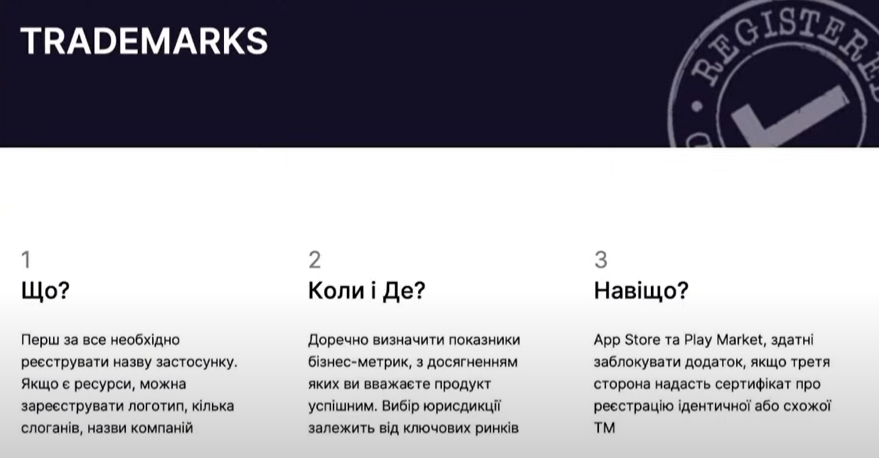 TRADEMARKS
REGISTERED
1
Що?
Перш за все необхідно
реєструвати назву застосунку.
Якщо є ресурси, можна
зареєструвати логотип, кілька
слоганів, назви компаній
2
Коли і Де?
Доречно визначити показники
бізнес-метрик, з досягненням
яких ви вважаєте продукт
успішним. Вибір юрисдикції
залежить від ключових ринків
3
Навіщо?
App Store та Play Market, здатні
заблокувати додаток, якщо третя
сторона надасть сертифікат про
реєстрацію ідентичної або схожої
ТМ